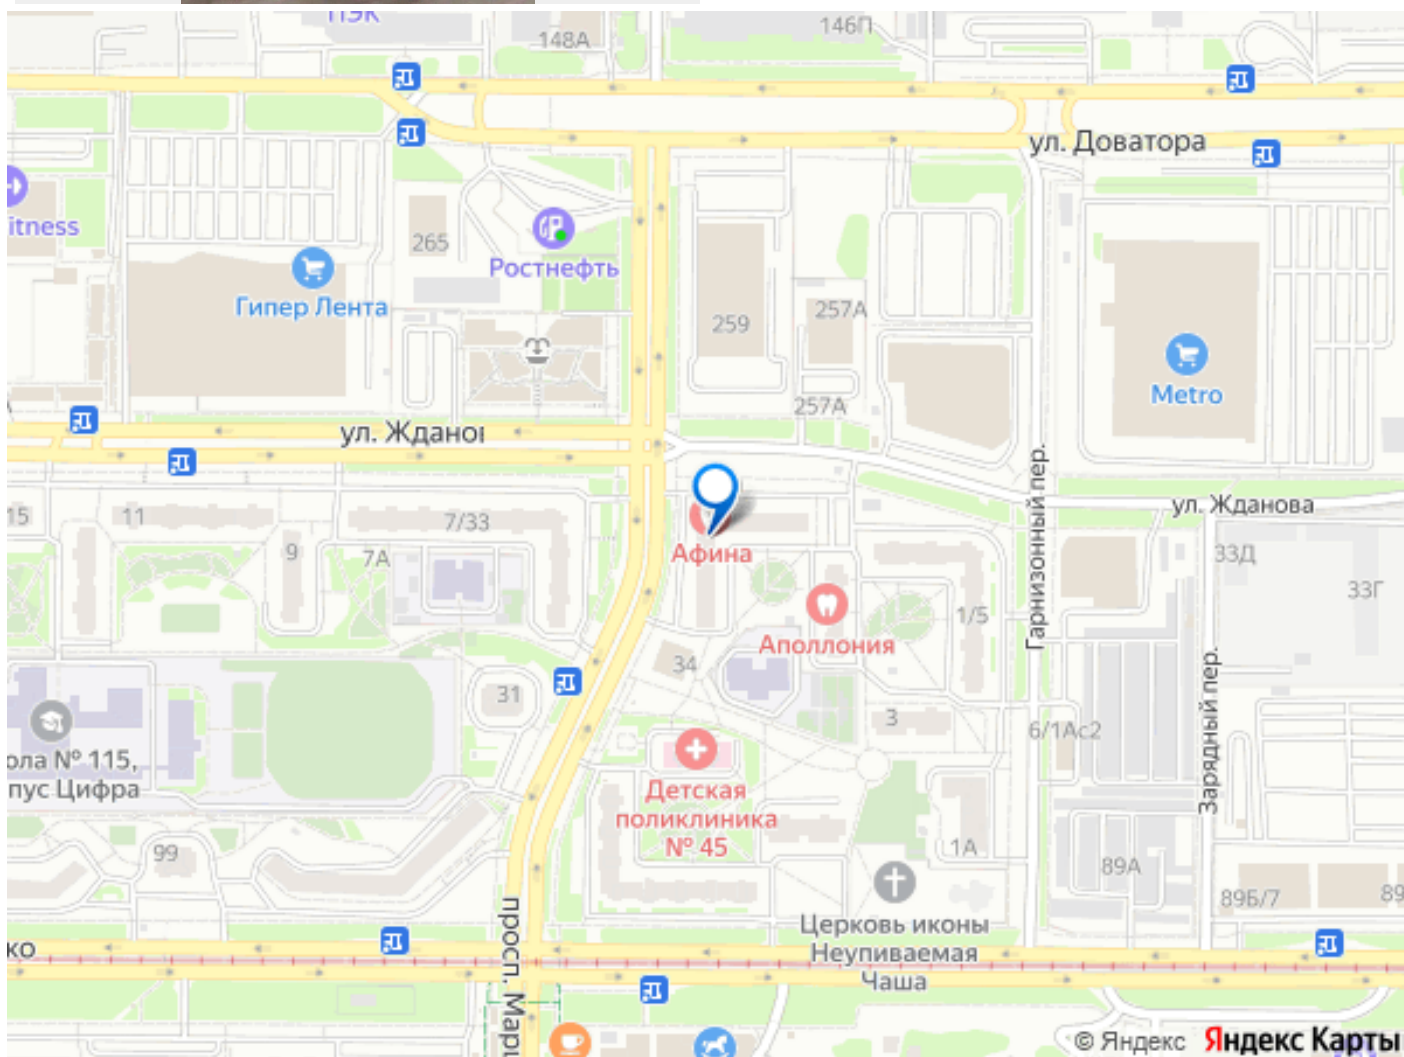 ПЭК
148А
146П
ул. Доватора
itness
265
Ростнефть
Гипер Лента
259
257А
Metro
257А
ул. Ждано
ул. Жданова
15
11
7/33
9
7А
Афина
Гарнизонный пер.
33Д
33Г
1/5
Аполлония
34
31
3
6/1Ас2
Зарядный пер.
ола № 115,
пус Цифра
Детская
поликлиника
№ 45
99
1А
89А
89Б/7
89
Церковь иконы
Неупиваемая
Чаша
ко
просп. Мар
© Яндекс Яндекс Карты